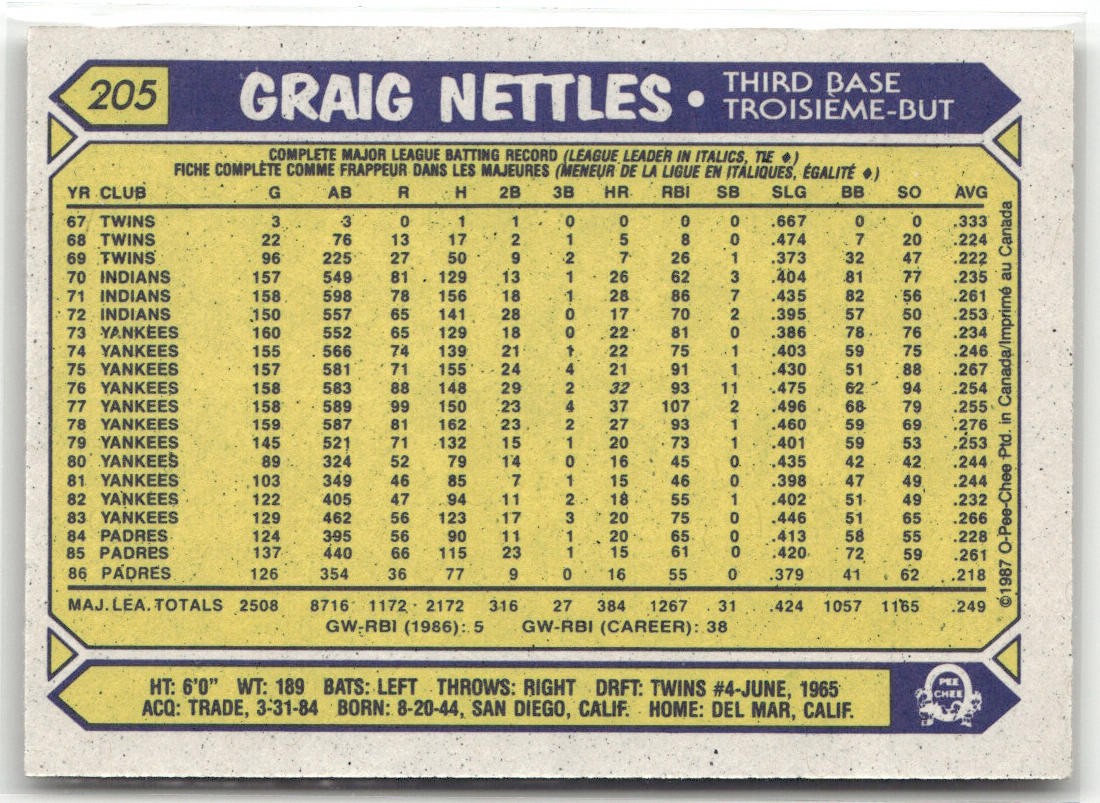 205 GRAIG NETTLES • THIRD BASE
TROISIÈME-BUT
COMPLETE MAJOR LEAGUE BATTING RECORD (LEAGUE LEADER IN ITALICS, TIE ♦)
FICHE COMPLÈTE COMME FRAPPEUR DANS LES MAJEURES (MENEUR DE LA LIGUE EN ITALIQUES, ÉGALITÉ ♦)
YR CLUB G AB R H 2B 3B HR RBI SB SLG BB SO AVG
67 TWINS 3 3 0 1 1 0 0 0 0 .667 0 0 .333
68 TWINS 22 76 13 17 2 1 5 8 0 .474 7 20 .224
69 TWINS 96 225 27 50 9 2 7 26 1 .373 32 47 .222
70 INDIANS 157 549 81 129 13 1 26 62 3 .404 81 77 .235
71 INDIANS 158 598 78 156 18 1 28 86 7 .435 82 56 .261
72 INDIANS 150 557 65 141 28 0 17 70 2 .395 57 50 .253
73 YANKEES 160 552 65 129 18 0 22 81 0 .386 78 76 .234
74 YANKEES 155 566 74 139 21 1 22 75 1 .403 59 75 .246
75 YANKEES 157 581 71 155 24 4 21 91 1 .430 51 88 .267
76 YANKEES 158 583 88 148 29 2 32 93 11 .475 62 94 .254
77 YANKEES 158 589 99 150 23 4 37 107 2 .496 68 79 .255
78 YANKEES 159 587 81 162 23 2 27 93 1 .460 59 69 .276
79 YANKEES 145 521 71 132 15 1 20 73 1 .401 59 53 .253
80 YANKEES 89 324 52 79 14 0 16 45 0 .435 42 42 .244
81 YANKEES 103 349 46 85 7 1 15 46 0 .398 47 49 .244
82 YANKEES 122 405 47 94 11 2 18 55 1 .402 51 49 .232
83 YANKEES 129 462 56 123 17 3 20 75 0 .446 51 65 .266
84 PADRES 124 395 56 90 11 1 20 65 0 .413 58 55 .228
85 PADRES 137 440 66 115 23 1 15 61 0 .420 72 59 .261
86 PADRES 126 354 36 77 9 0 16 55 0 .379 41 62 .218
MAJ.LEA.TOTALS 2508 8716 1172 2172 316 27 384 1267 31 .424 1057 1165 .249
GW-RBI (1986): 5 GW-RBI (CAREER): 38
©1987 O-Pee-Chee Ptd. in Canada/Imprimé au Canada
HT: 6'0" WT: 189 BATS: LEFT THROWS: RIGHT DRFT: TWINS #4-JUNE, 1965
ACQ: TRADE, 3-31-84 BORN: 8-20-44, SAN DIEGO, CALIF. HOME: DEL MAR, CALIF.
O
PEE
CHEE